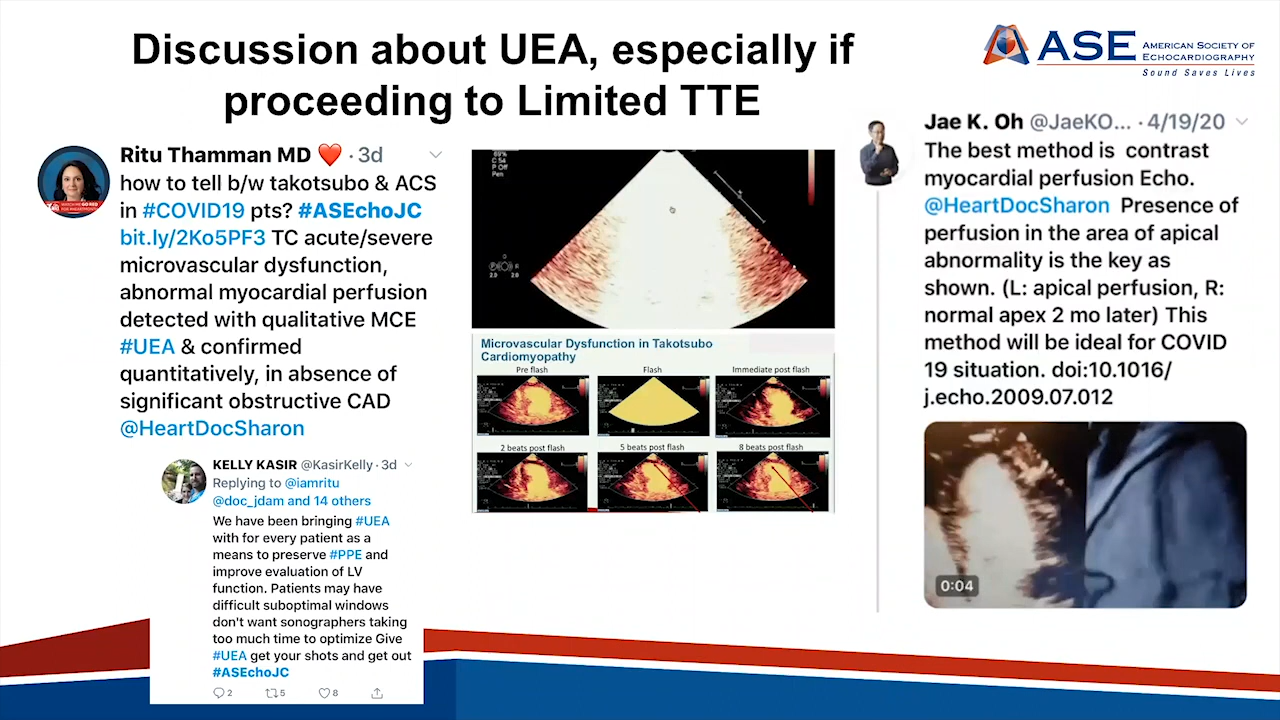 Discussion about UEA, especially if
proceeding to Limited TTE
ASE AMERICAN SOCIETY OF
ECHOCARDIOGRAPHY
Sound Saves Lives
Ritu Thamman MD ❤️ · 3d
how to tell b/w takotsubo & ACS
in #COVID19 pts? #ASEchoJC
bit.ly/2Ko5PF3 TC acute/severe
microvascular dysfunction,
abnormal myocardial perfusion
detected with qualitative MCE
#UEA & confirmed
quantitatively, in absence of
significant obstructive CAD
@HeartDocSharon
KELLY KASIR @KasirKelly · 3d
Replying to @iamritu
@doc_jdam and 14 others
We have been bringing #UEA
with for every patient as a
means to preserve #PPE and
improve evaluation of LV
function. Patients may have
difficult suboptimal windows
don't want sonographers taking
too much time to optimize Give
#UEA get your shots and get out
#ASEchoJC
2 5 8
69%
C 54
P Off
Pen
Microvascular Dysfunction in Takotsubo
Cardiomyopathy
Pre flash Flash Immediate post flash
2 beats post flash 5 beats post flash 8 beats post flash
Jae K. Oh @JaeKO... · 4/19/20
The best method is contrast
myocardial perfusion Echo.
@HeartDocSharon Presence of
perfusion in the area of apical
abnormality is the key as
shown. (L: apical perfusion, R:
normal apex 2 mo later) This
method will be ideal for COVID
19 situation. doi:10.1016/
j.echo.2009.07.012
0:04